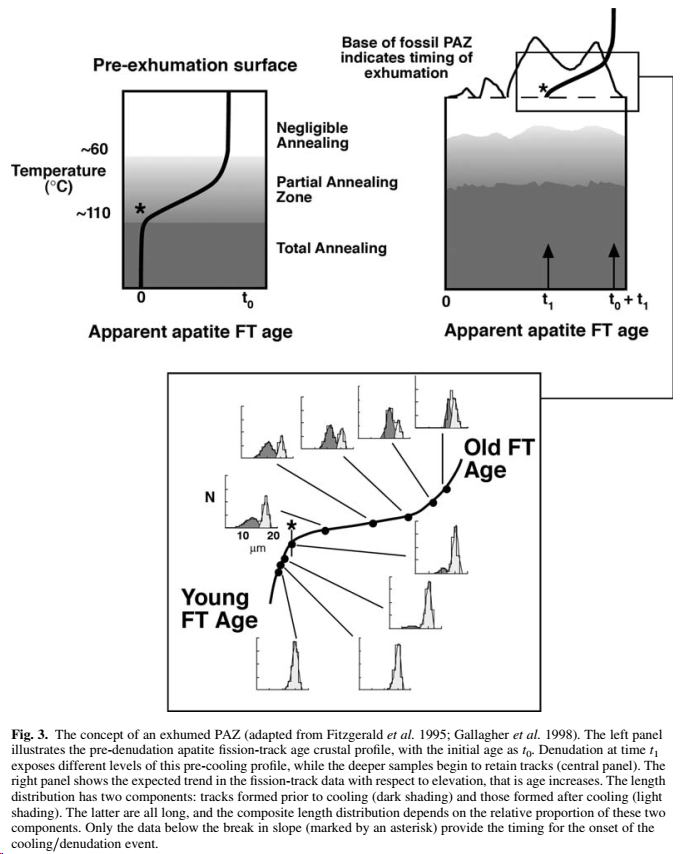 Pre-exhumation surface
~60
Temperature
(°C)
~110
*
Negligible
Annealing
Partial Annealing
Zone
Total Annealing
0
t₀
Apparent apatite FT age
Base of fossil PAZ
indicates timing of
exhumation
*
0
t₁
t₀ + t₁
Apparent apatite FT age
Old FT
Age
N
10 20
μm
*
Young
FT Age
Fig. 3. The concept of an exhumed PAZ (adapted from Fitzgerald et al. 1995; Gallagher et al. 1998). The left panel
illustrates the pre-denudation apatite fission-track age crustal profile, with the initial age as t₀. Denudation at time t₁
exposes different levels of this pre-cooling profile, while the deeper samples begin to retain tracks (central panel). The
right panel shows the expected trend in the fission-track data with respect to elevation, that is age increases. The length
distribution has two components: tracks formed prior to cooling (dark shading) and those formed after cooling (light
shading). The latter are all long, and the composite length distribution depends on the relative proportion of these two
components. Only the data below the break in slope (marked by an asterisk) provide the timing for the onset of the
cooling/denudation event.